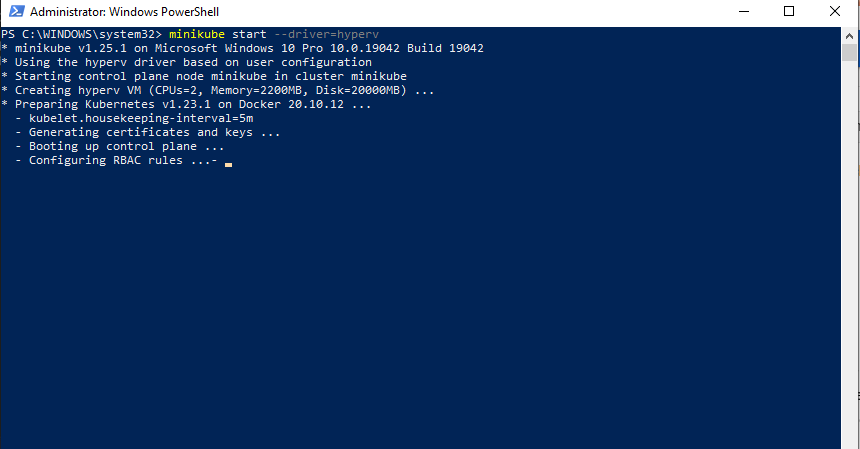 Administrator: Windows PowerShell
PS C:\WINDOWS\system32> minikube start --driver=hyperv
* minikube v1.25.1 on Microsoft Windows 10 Pro 10.0.19042 Build 19042
* Using the hyperv driver based on user configuration
* Starting control plane node minikube in cluster minikube
* Creating hyperv VM (CPUs=2, Memory=2200MB, Disk=20000MB) ...
* Preparing Kubernetes v1.23.1 on Docker 20.10.12 ...
  - kubelet.housekeeping-interval=5m
  - Generating certificates and keys ...
  - Booting up control plane ...
  - Configuring RBAC rules ...-